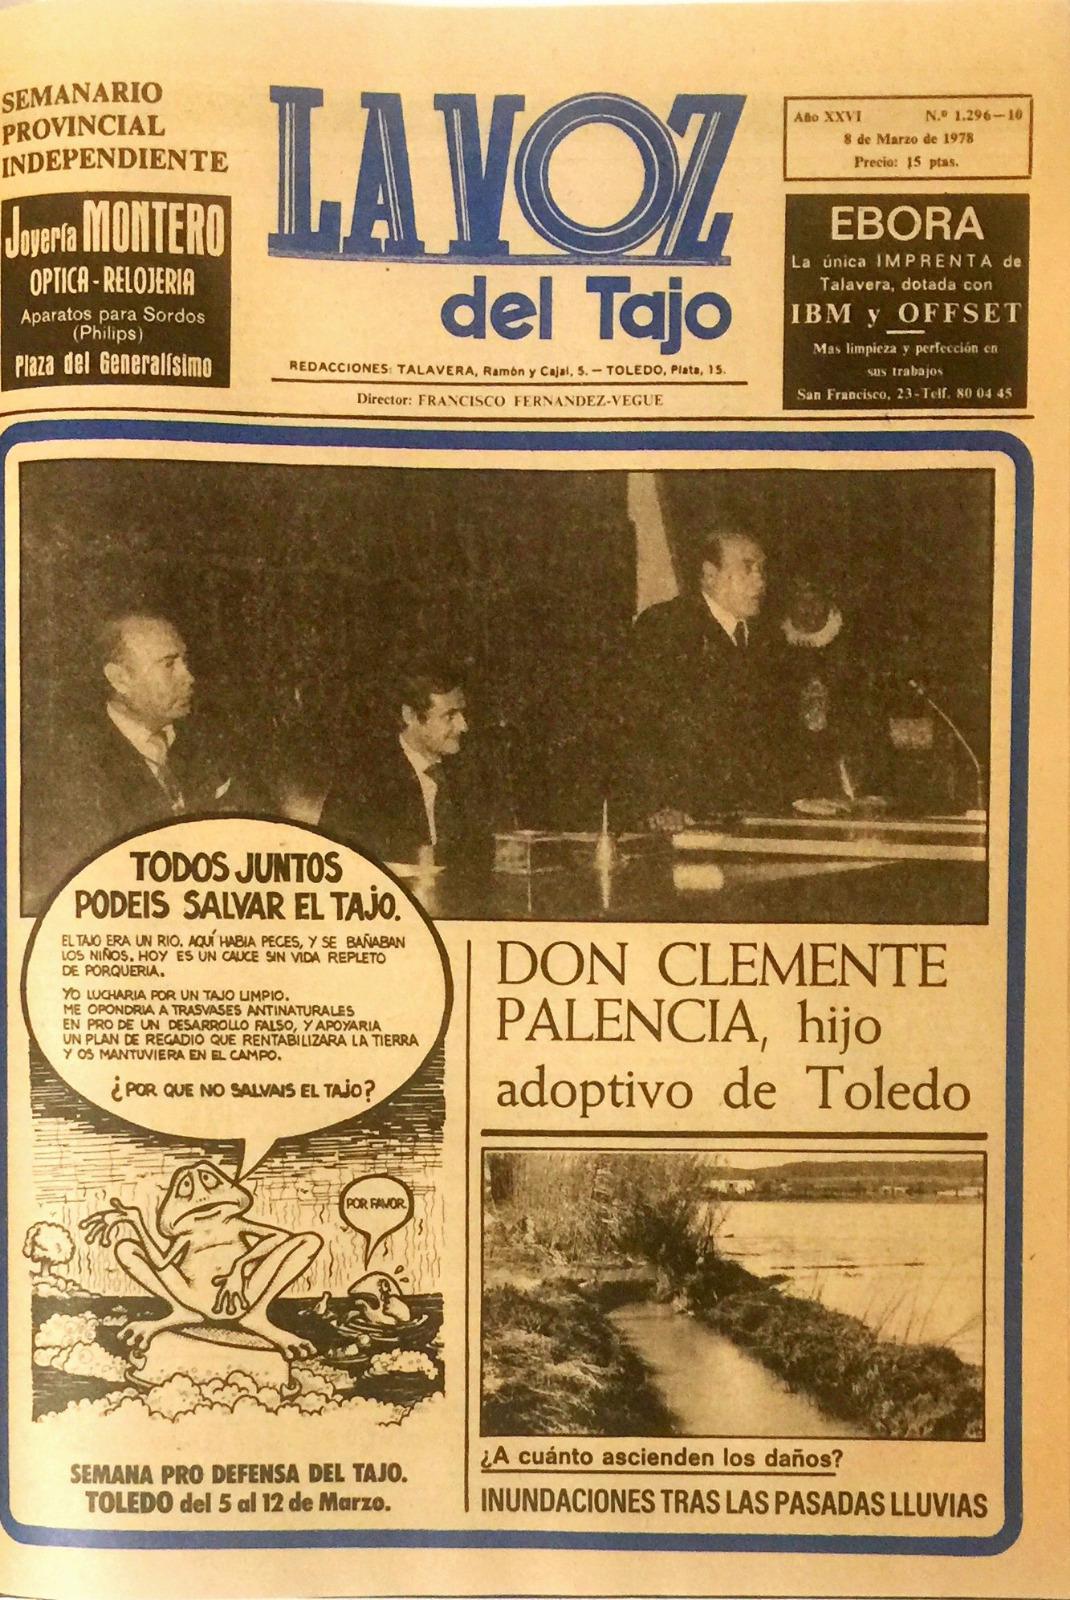 SEMANARIO
PROVINCIAL
INDEPENDIENTE
Joyería MONTERO
OPTICA - RELOJERIA
Aparatos para Sordos
(Philips)
Plaza del Generalísimo
LA VOZ
del Tajo
REDACCIONES: TALAVERA, Ramón y Cajal, 5. — TOLEDO, Plata, 15.
Director: FRANCISCO FERNANDEZ-VEGUE
Año XXVI N.º 1.296—10
8 de Marzo de 1978
Precio: 15 ptas.
EBORA
La única IMPRENTA de
Talavera, dotada con
IBM y OFFSET
Mas limpieza y perfección en
sus trabajos
San Francisco, 23-Telf. 80 04 45
TODOS JUNTOS
PODEIS SALVAR EL TAJO.
EL TAJO ERA UN RIO. AQUÍ HABIA PECES, Y SE BAÑABAN
LOS NIÑOS. HOY ES UN CAUCE SIN VIDA REPLETO
DE PORQUERIA.
YO LUCHARIA POR UN TAJO LIMPIO.
ME OPONDRIA A TRASVASES ANTINATURALES
EN PRO DE UN DESARROLLO FALSO, Y APOYARIA
UN PLAN DE REGADIO QUE RENTABILIZARA LA TIERRA
Y OS MANTUVIERA EN EL CAMPO.
¿POR QUE NO SALVAIS EL TAJO?
POR FAVOR.
SEMANA PRO DEFENSA DEL TAJO.
TOLEDO del 5 al 12 de Marzo.
DON CLEMENTE
PALENCIA, hijo
adoptivo de Toledo
¿A cuánto ascienden los daños?
INUNDACIONES TRAS LAS PASADAS LLUVIAS